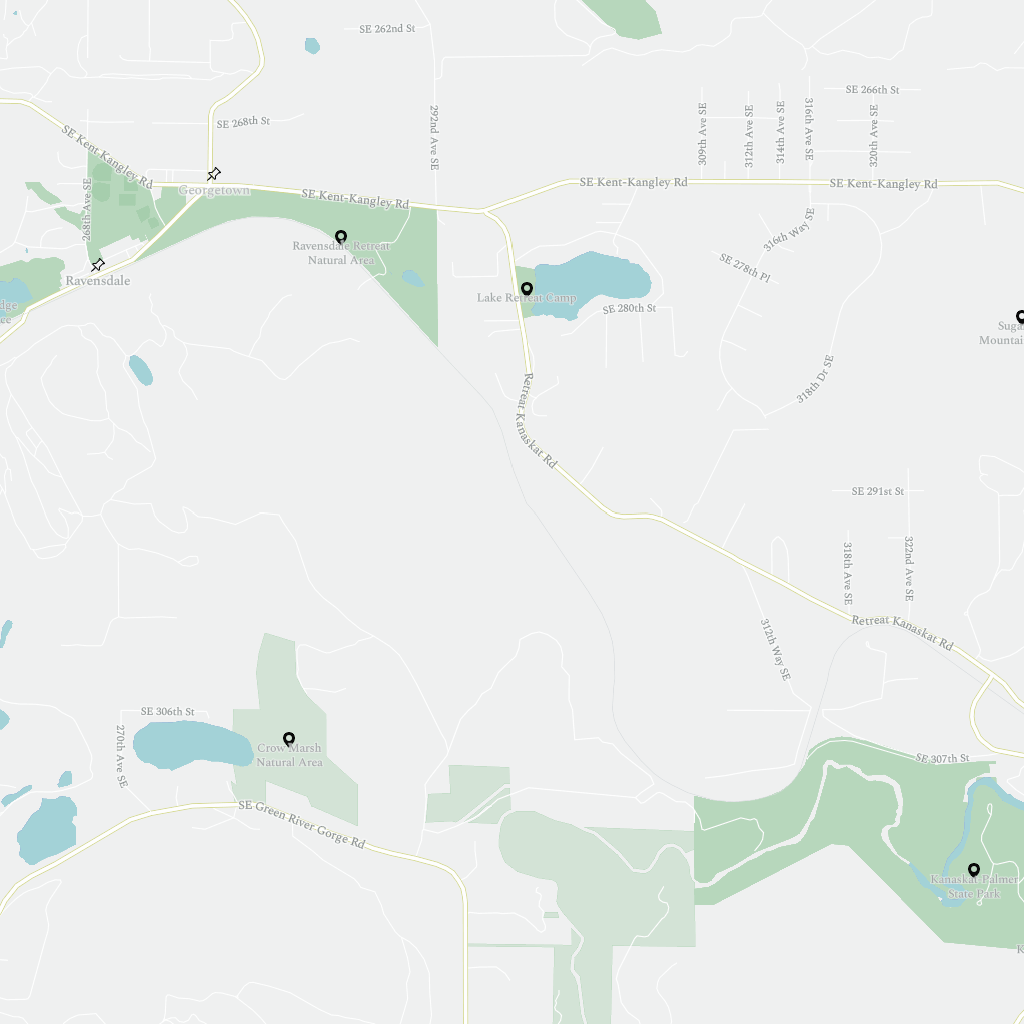 SE 262nd St
SE 266th St
292nd Ave SE
309th Ave SE
312th Ave SE
314th Ave SE
316th Ave SE
320th Ave SE
SE 268th St
SE Kent-Kangley Rd
Georgetown
SE Kent-Kangley Rd
SE Kent-Kangley Rd
SE Kent-Kangley Rd
268th Ave SE
316th Way SE
Ravensdale Retreat
Natural Area
SE 278th Pl
Ravensdale
Lake Retreat Camp
SE 280th St
Retreat Kanaskat Rd
318th Dr SE
SE 291st St
318th Ave SE
322nd Ave SE
Retreat Kanaskat Rd
312th Way SE
SE 306th St
270th Ave SE
Crow Marsh
Natural Area
SE 307th St
SE Green River Gorge Rd
Kanaskat-Palmer
State Park